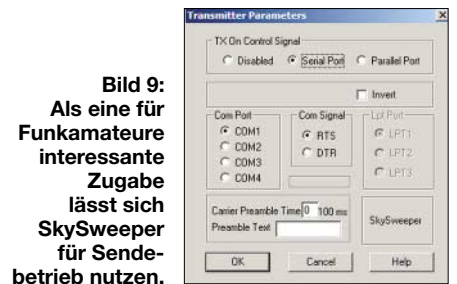 Bild 9:
Als eine für
Funkamateure
interessante
Zugabe
lässt sich
SkySweeper
für Sende-
betrieb nutzen.
Transmitter Parameters
TX On Control Signal
Disabled Serial Port Parallel Port
Invert
Com Port Com Signal Lpt Port
COM1 RTS LPT1
COM2 DTR LPT2
COM3 LPT3
COM4
Carrier Preamble Time 0 100 ms
Preamble Text
SkySweeper
OK Cancel Help